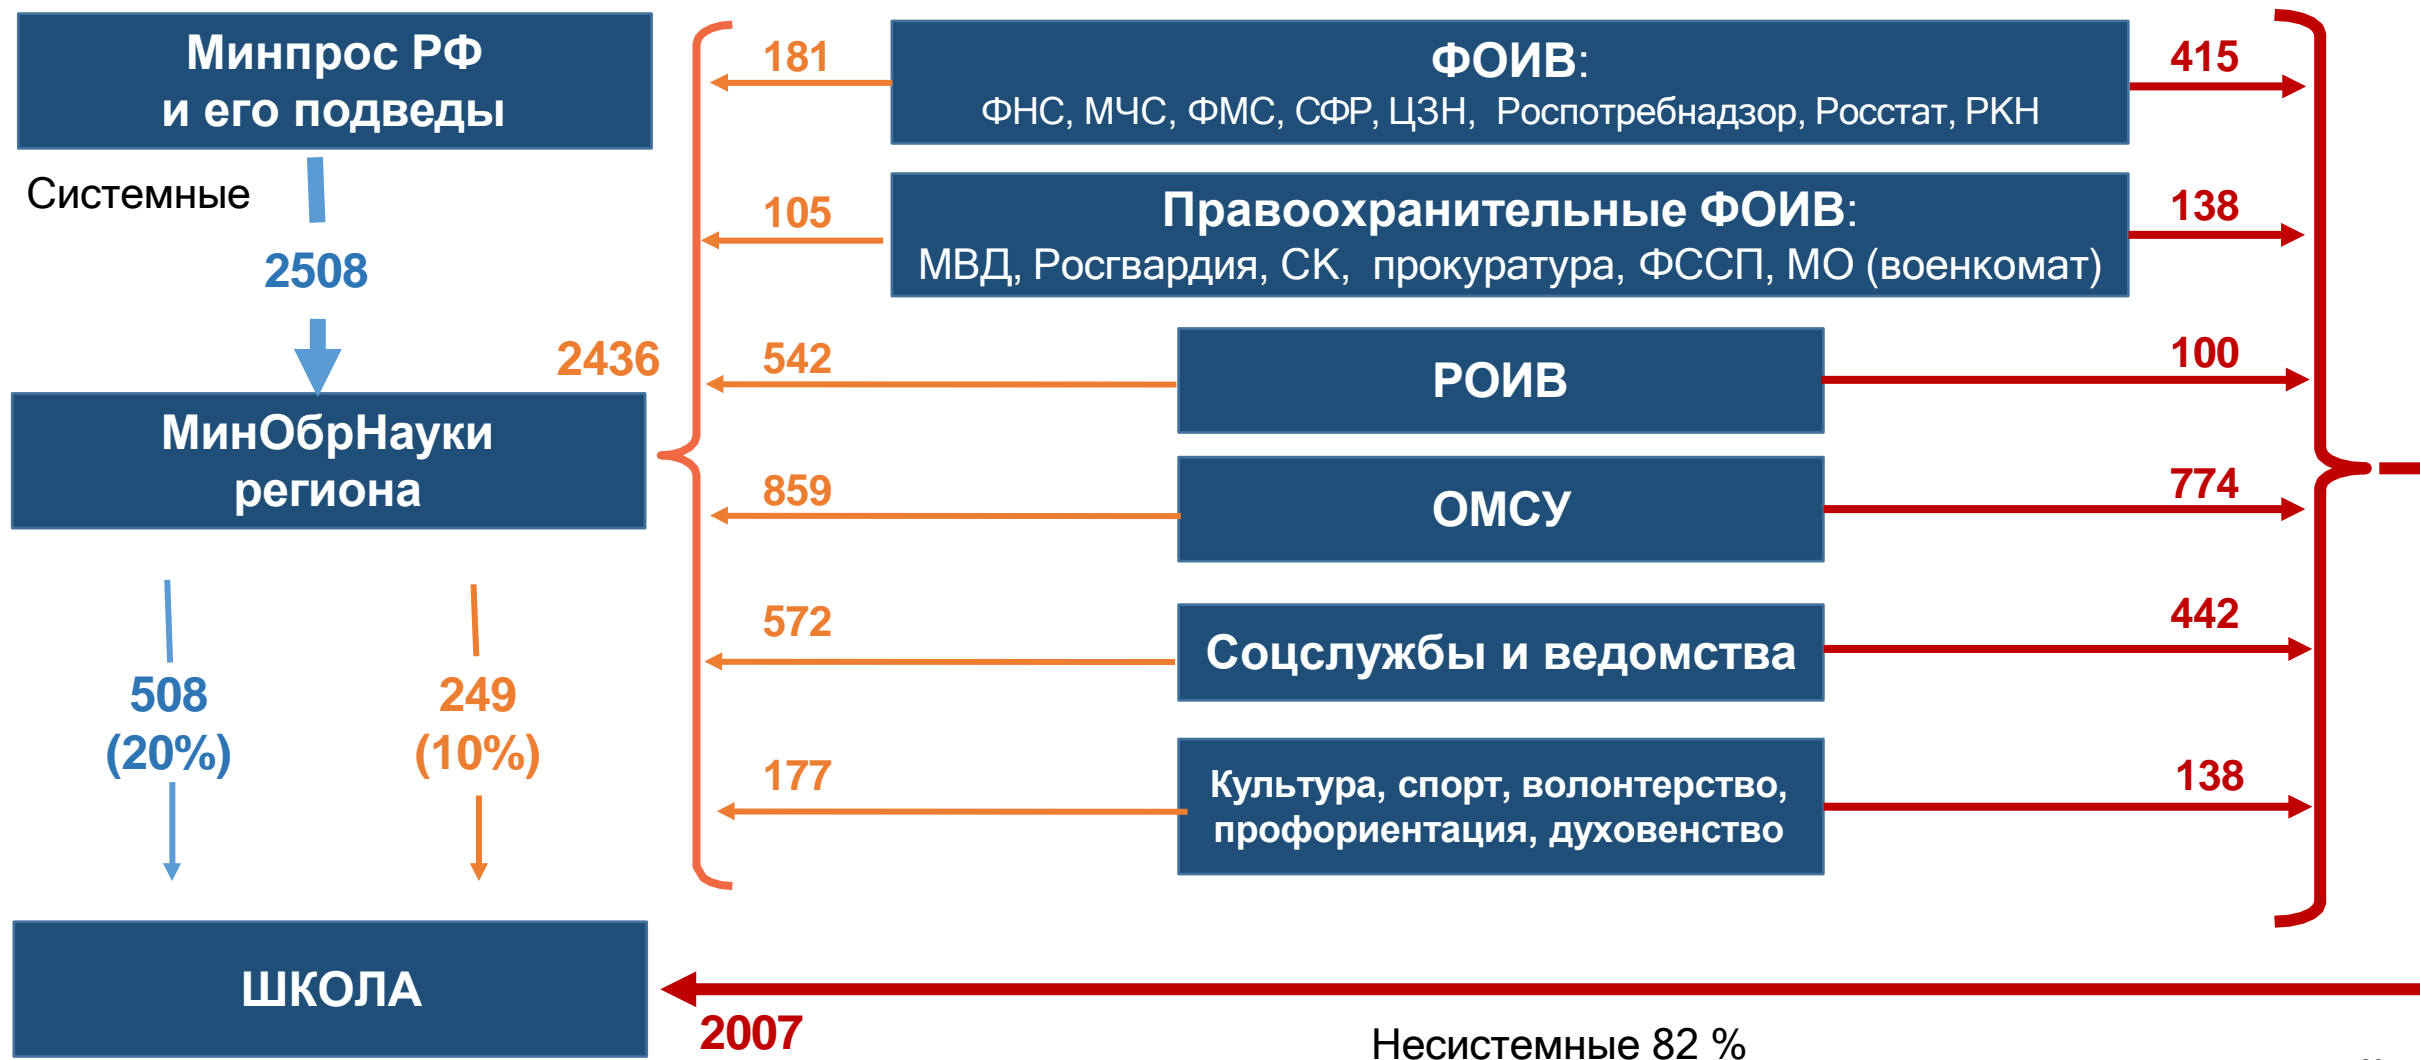 Минпрос РФ
и его подведы
Системные
2508
2436
МинОбрНауки
региона
508
(20%)
249
(10%)
ШКОЛА
181
ФОИВ:
ФНС, МЧС, ФМС, СФР, ЦЗН, Роспотребнадзор, Росстат, РКН
415
105
Правоохранительные ФОИВ:
МВД, Росгвардия, СК, прокуратура, ФССП, МО (военкомат)
138
542
РОИВ
100
859
ОМСУ
774
572
Соцслужбы и ведомства
442
177
Культура, спорт, волонтерство,
профориентация, духовенство
138
2007
Несистемные 82 %